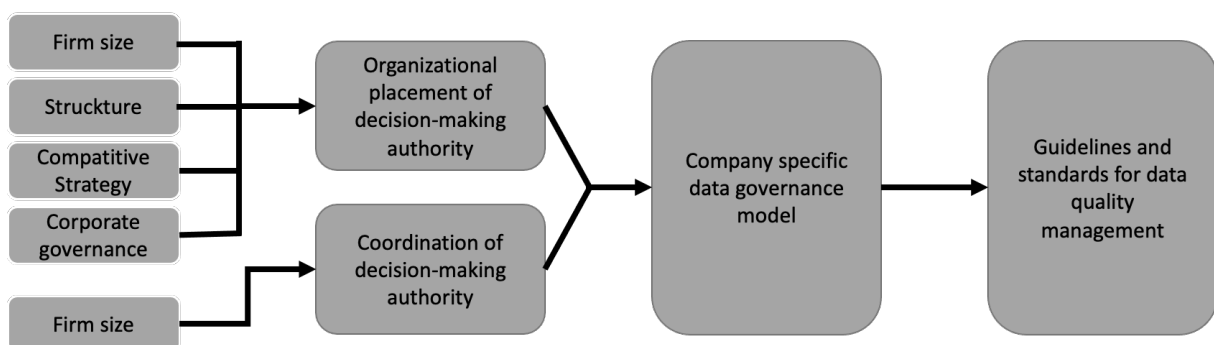 Firm size
Struckture
Compatitive
Strategy
Corporate
governance
Firm size
Organizational
placement of
decision-making
authority
Coordination of
decision-making
authority
Company specific
data governance
model
Guidelines and
standards for data
quality
management